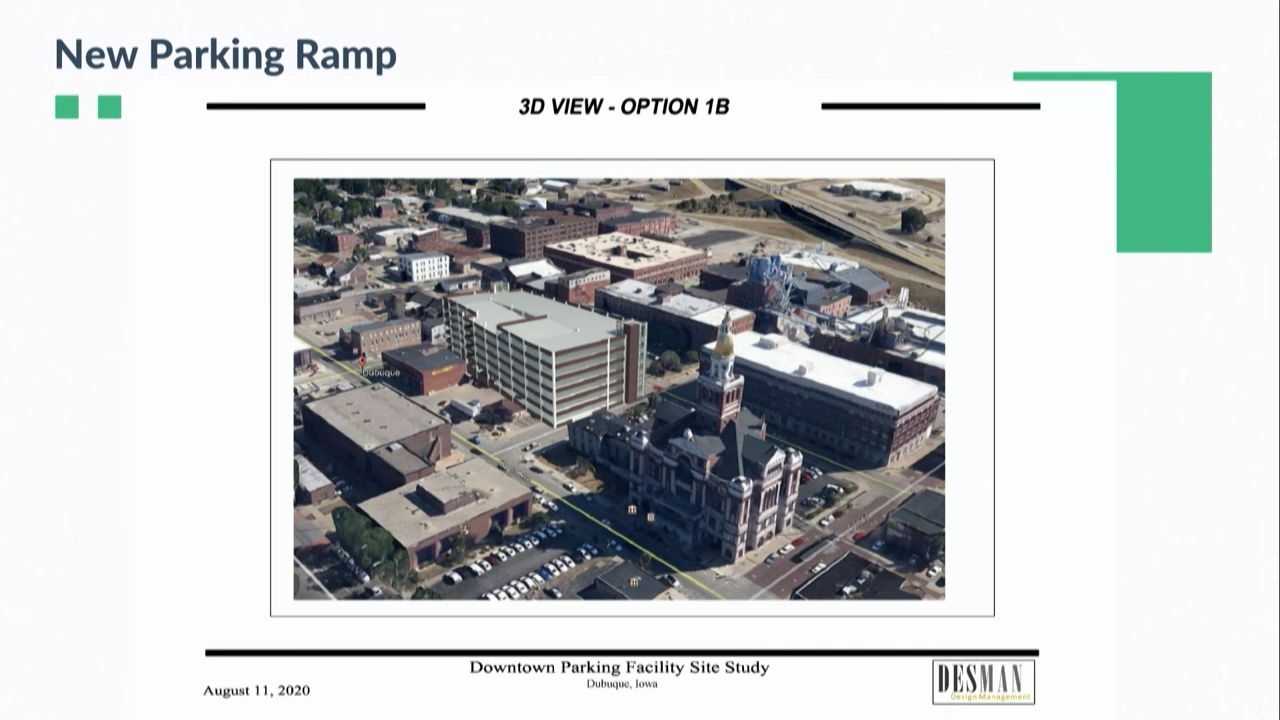 New Parking Ramp
3D VIEW - OPTION 1B
Dubuque
Downtown Parking Facility Site Study
Dubuque, Iowa
August 11, 2020
DESMAN
Design Management